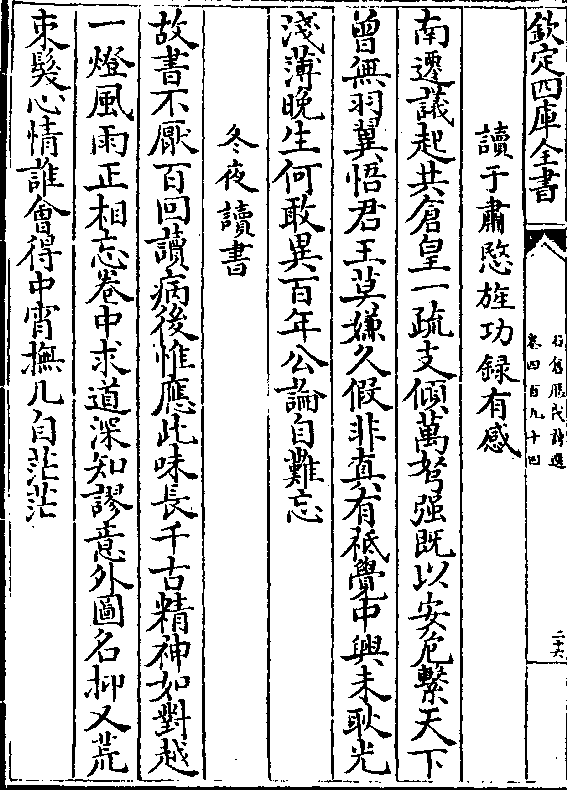 欽定四庫全書
石倉歷代詩選
卷四百九十四
二十六
讀于肅愍旌功録有感
南遷議起共倉皇一疏支傾萬弩强既以安危繫天下
曾無羽翼悟君王莫嫌久假非真有秪覺中興未耿光
淺薄晚生何敢異百年公論自難忘
冬夜讀書
故書不厭百回讀病後惟應此味長千古精神如對越
一燈風雨正相忘卷中求道深知謬意外圖名抑又荒
束髮心情誰會得中宵撫几自茫茫